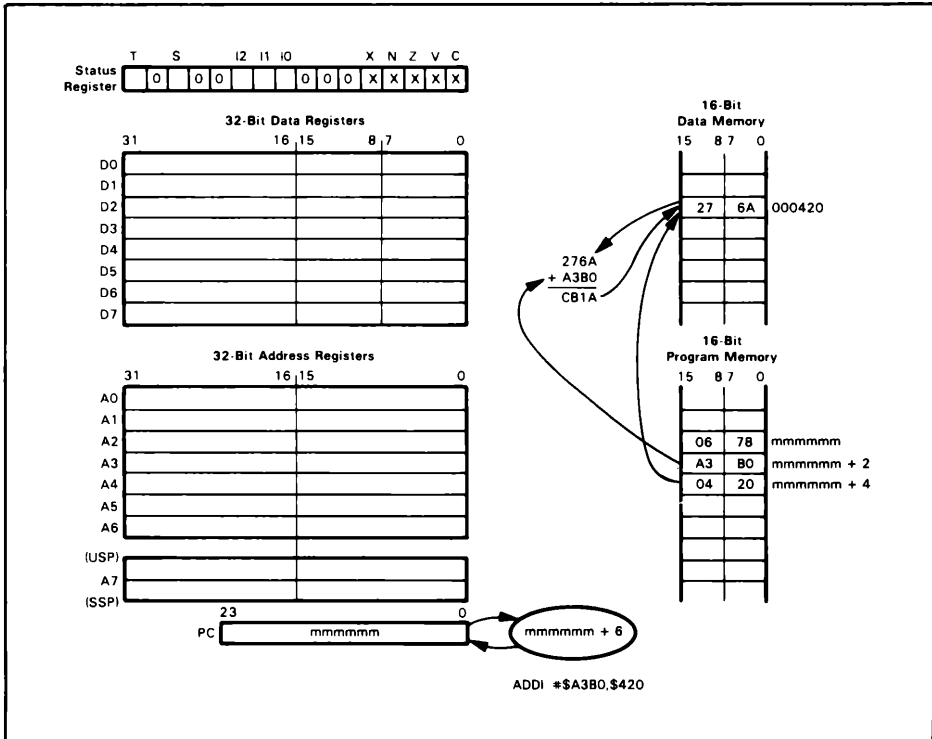 T S I2 I1 I0 X N Z V C
Status
Register
0 0 0 0 0 0 X X X X X
32-Bit Data Registers
31 16 15 8 7 0
D0
D1
D2
D3
D4
D5
D6
D7
32-Bit Address Registers
31 16 15 0
A0
A1
A2
A3
A4
A5
A6
(USP)
A7
(SSP)
23 0
PC mmmmmm
mmmmmm + 6
ADDI #$A3B0,$420
276A
+ A3B0
CB1A
16-Bit
Data Memory
15 8 7 0
27 6A 000420
16-Bit
Program Memory
15 8 7 0
06 78 mmmmmm
A3 B0 mmmmmm + 2
04 20 mmmmmm + 4